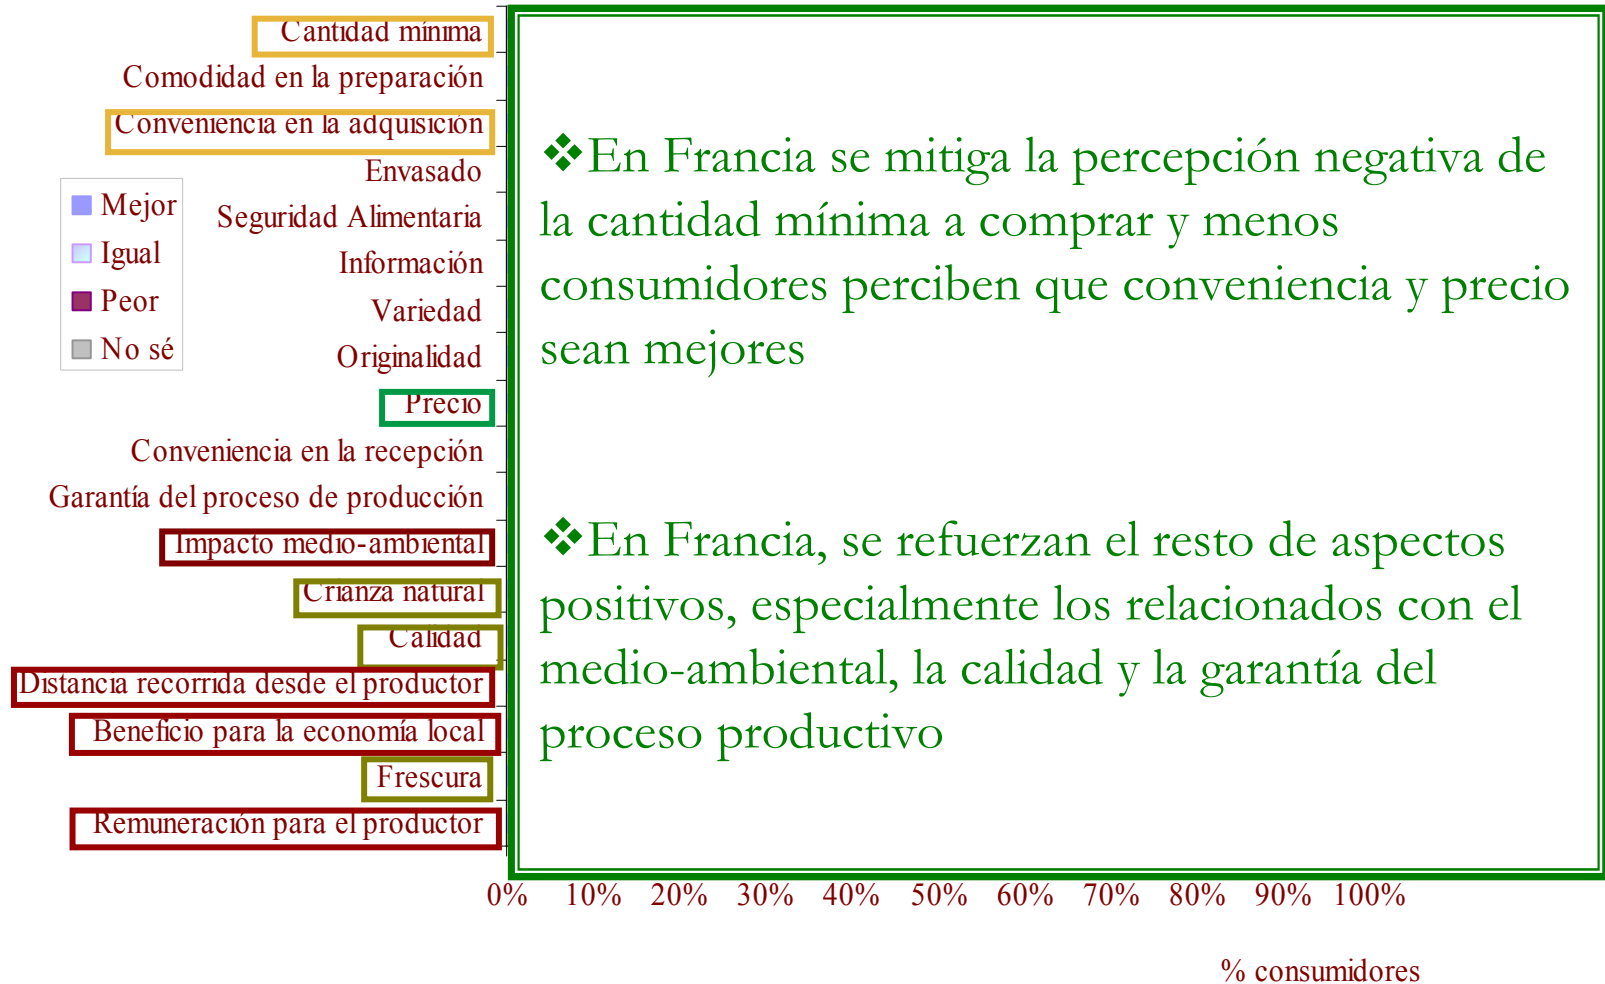 Cantidad mínima
Comodidad en la preparación
Conveniencia en la adquisición
Envasado
Seguridad Alimentaria
Información
Variedad
Originalidad
Precio
Conveniencia en la recepción
Garantía del proceso de producción
Impacto medio-ambiental
Crianza natural
Calidad
Distancia recorrida desde el productor
Beneficio para la economía local
Frescura
Remuneración para el productor
Mejor
Igual
Peor
No sé
❖En Francia se mitiga la percepción negativa de
la cantidad mínima a comprar y menos
consumidores perciben que conveniencia y precio
sean mejores
❖En Francia, se refuerzan el resto de aspectos
positivos, especialmente los relacionados con el
medio-ambiental, la calidad y la garantía del
proceso productivo
0% 10% 20% 30% 40% 50% 60% 70% 80% 90% 100%
% consumidores